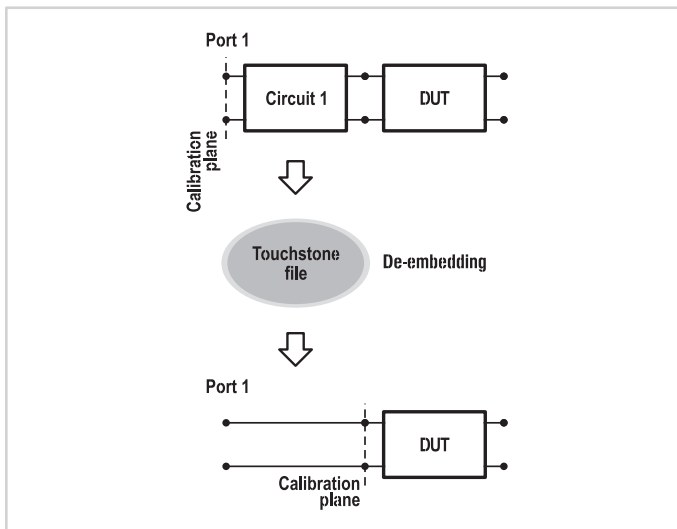 Port 1
Circuit 1
DUT
Calibration
plane
Touchstone
file
De-embedding
Port 1
DUT
Calibration
plane